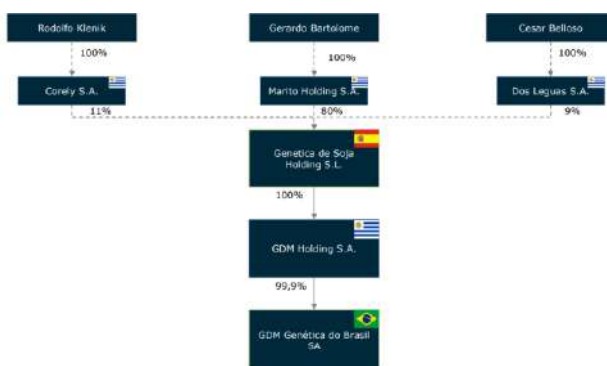 Rodolfo Klenik
Gerardo Bartolome
Cesar Belloso
100%
100%
100%
Corely S.A.
Marito Holding S.A.
Dos Leguas S.A.
11%
80%
9%
Genetica de Soja
Holding S.L.
100%
GDM Holding S.A.
99,9%
GDM Genética do Brasil
SA